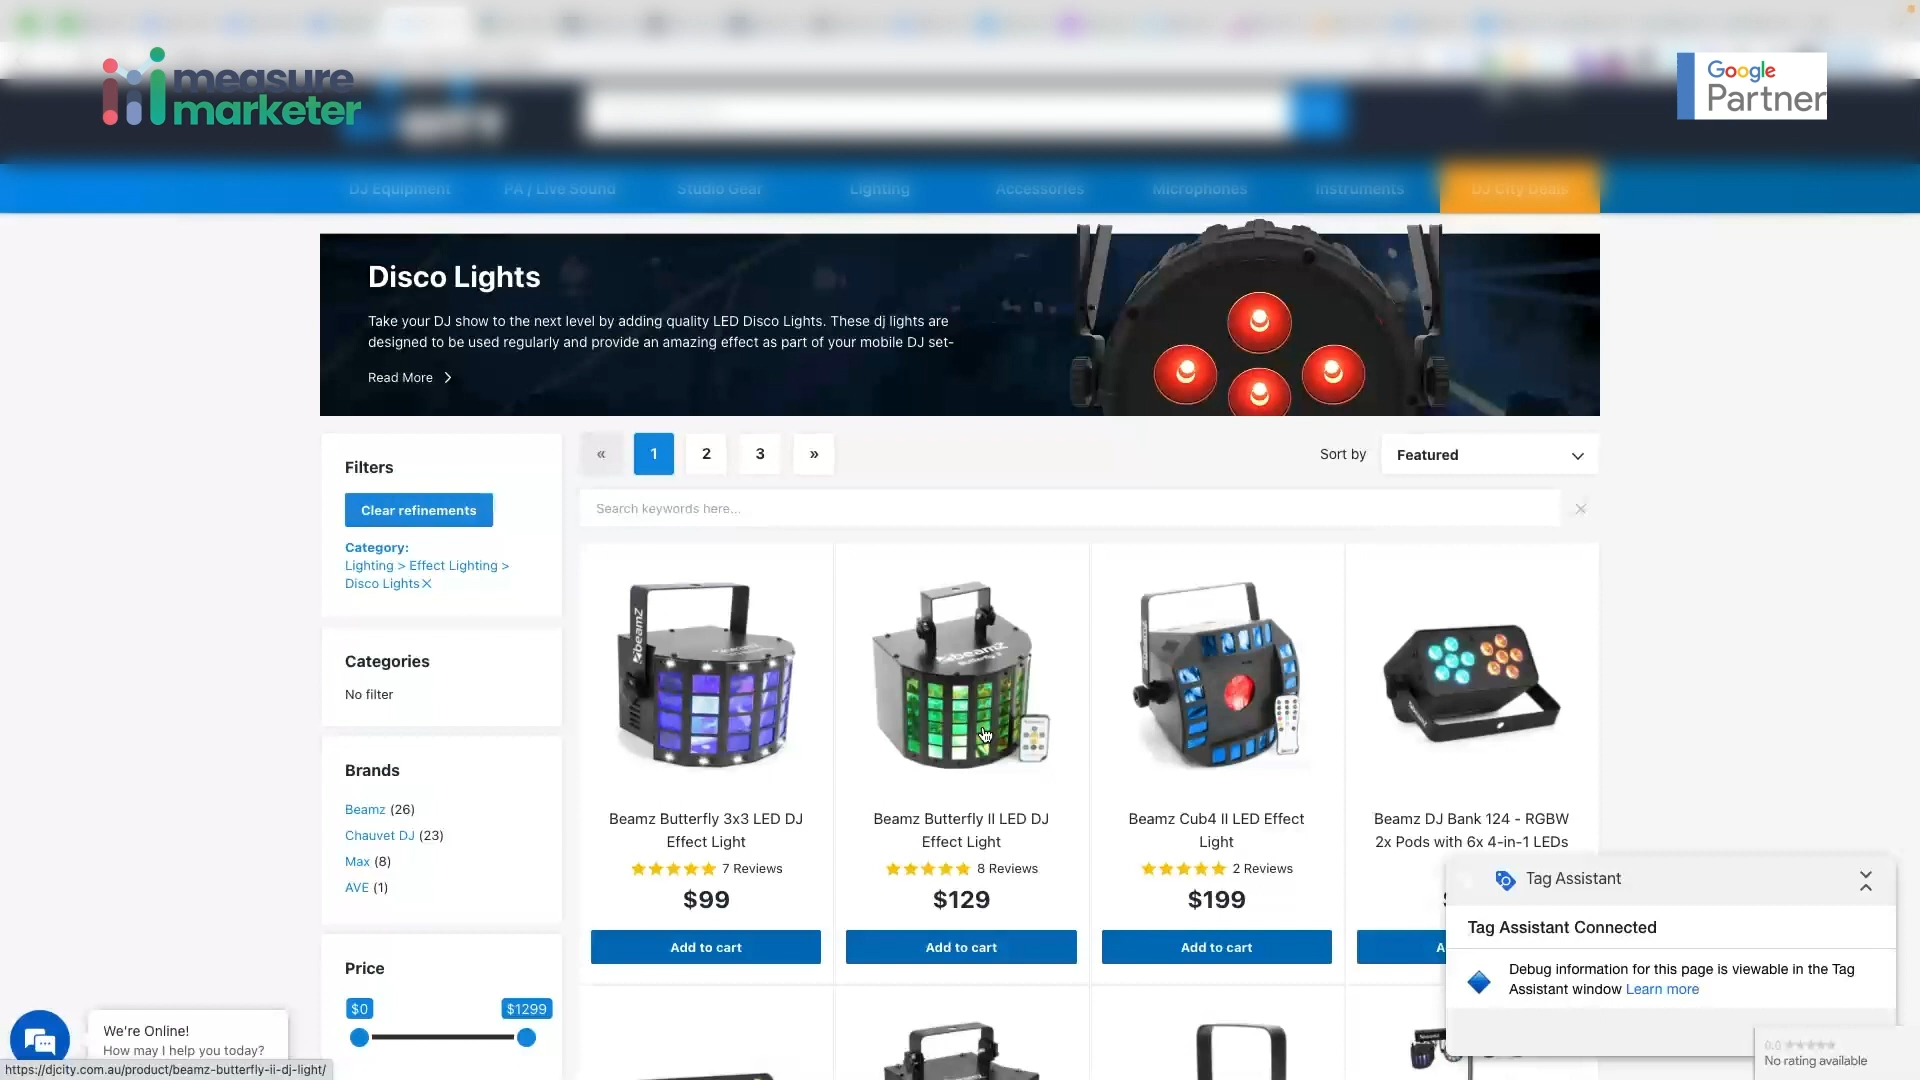 measure
marketer
Google
Partner
CITY
DJ Equipment
PA / Live Sound
Studio Gear
Lighting
Accessories
Microphones
Instruments
DJ City Deals
Disco Lights
Take your DJ show to the next level by adding quality LED Disco Lights. These dj lights are
designed to be used regularly and provide an amazing effect as part of your mobile DJ set-
Read More
Filters
Clear refinements
Category:
Lighting > Effect Lighting >
Disco Lights
Categories
No filter
Brands
Beamz (26)
Chauvet DJ (23)
Max (8)
AVE (1)
Price
$0 $1299
« 1 2 3 »
Sort by Featured
Search keywords here...
beamZ
beamZ
Butterfly II
Beamz Butterfly 3x3 LED DJ
Effect Light
7 Reviews
$99
Add to cart
Beamz Butterfly II LED DJ
Effect Light
8 Reviews
$129
Add to cart
Beamz Cub4 II LED Effect
Light
2 Reviews
$199
Add to cart
Beamz DJ Bank 124 - RGBW
2x Pods with 6x 4-in-1 LEDs
Tag Assistant
Tag Assistant Connected
Debug information for this page is viewable in the Tag
Assistant window Learn more
0.0
No rating available
We're Online!
How may I help you today?
https://djcity.com.au/product/beamz-butterfly-ii-dj-light/